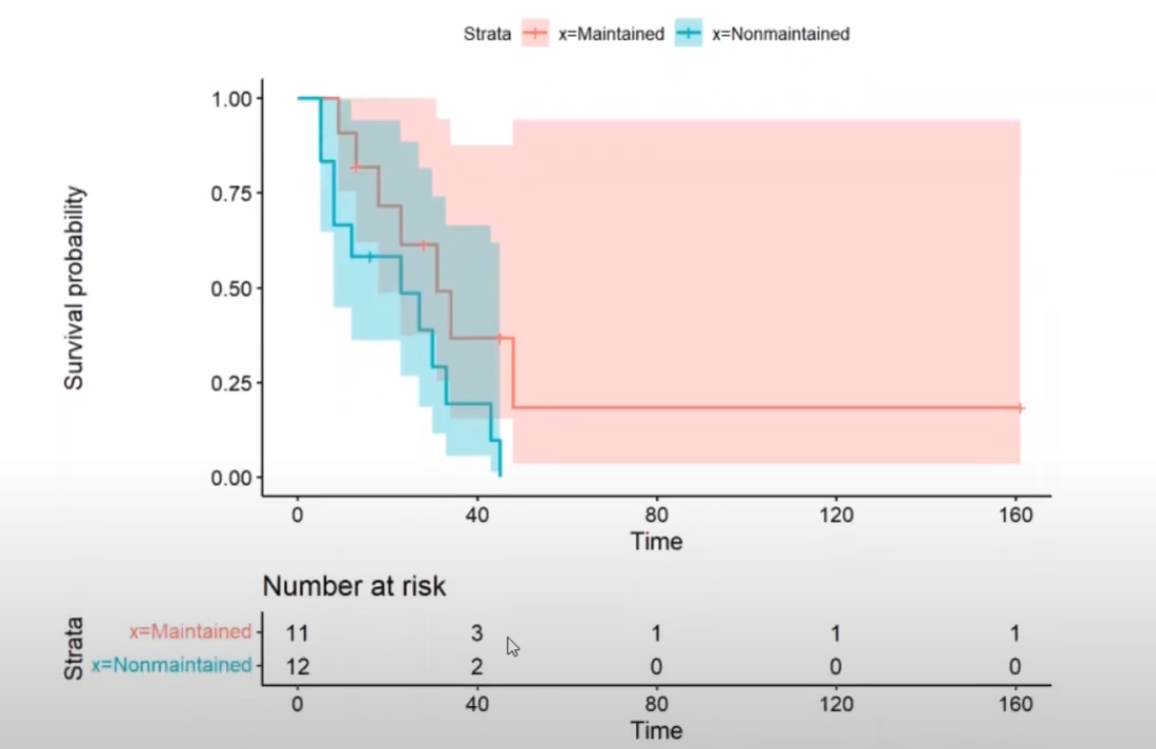 Strata x=Maintained x=Nonmaintained
Survival probability
1.00
0.75
0.50
0.25
0.00
0 40 80 120 160
Time
Number at risk
Strata
x=Maintained 11 3 1 1 1
x=Nonmaintained 12 2 0 0 0
0 40 80 120 160
Time